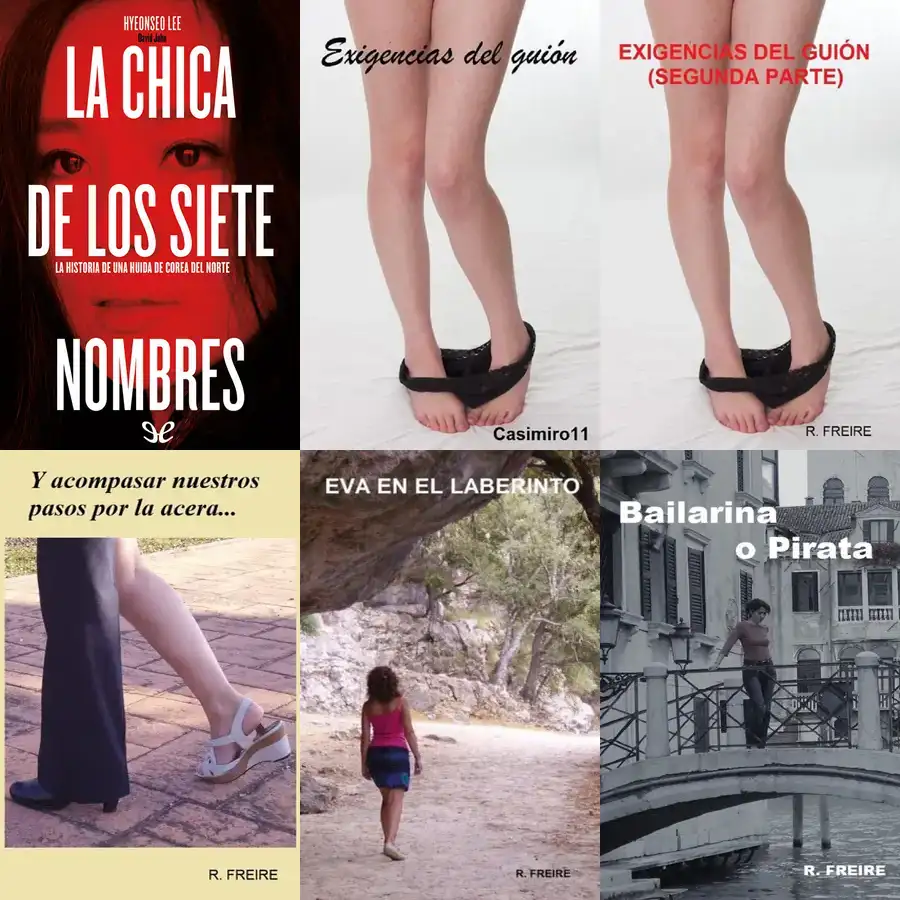 HYEONSEO LEE
David John
LA CHICA
DE LOS SIETE
LA HISTORIA DE UNA HUIDA DE COREA DEL NORTE
NOMBRES
Exigencias del guión
Casimiro11
EXIGENCIAS DEL GUIÓN
(SEGUNDA PARTE)
R. FREIRE
Y acompasar nuestros
pasos por la acera...
R. FREIRE
EVA EN EL LABERINTO
R. FREIRE
Bailarina
o Pirata
R. FREIRE